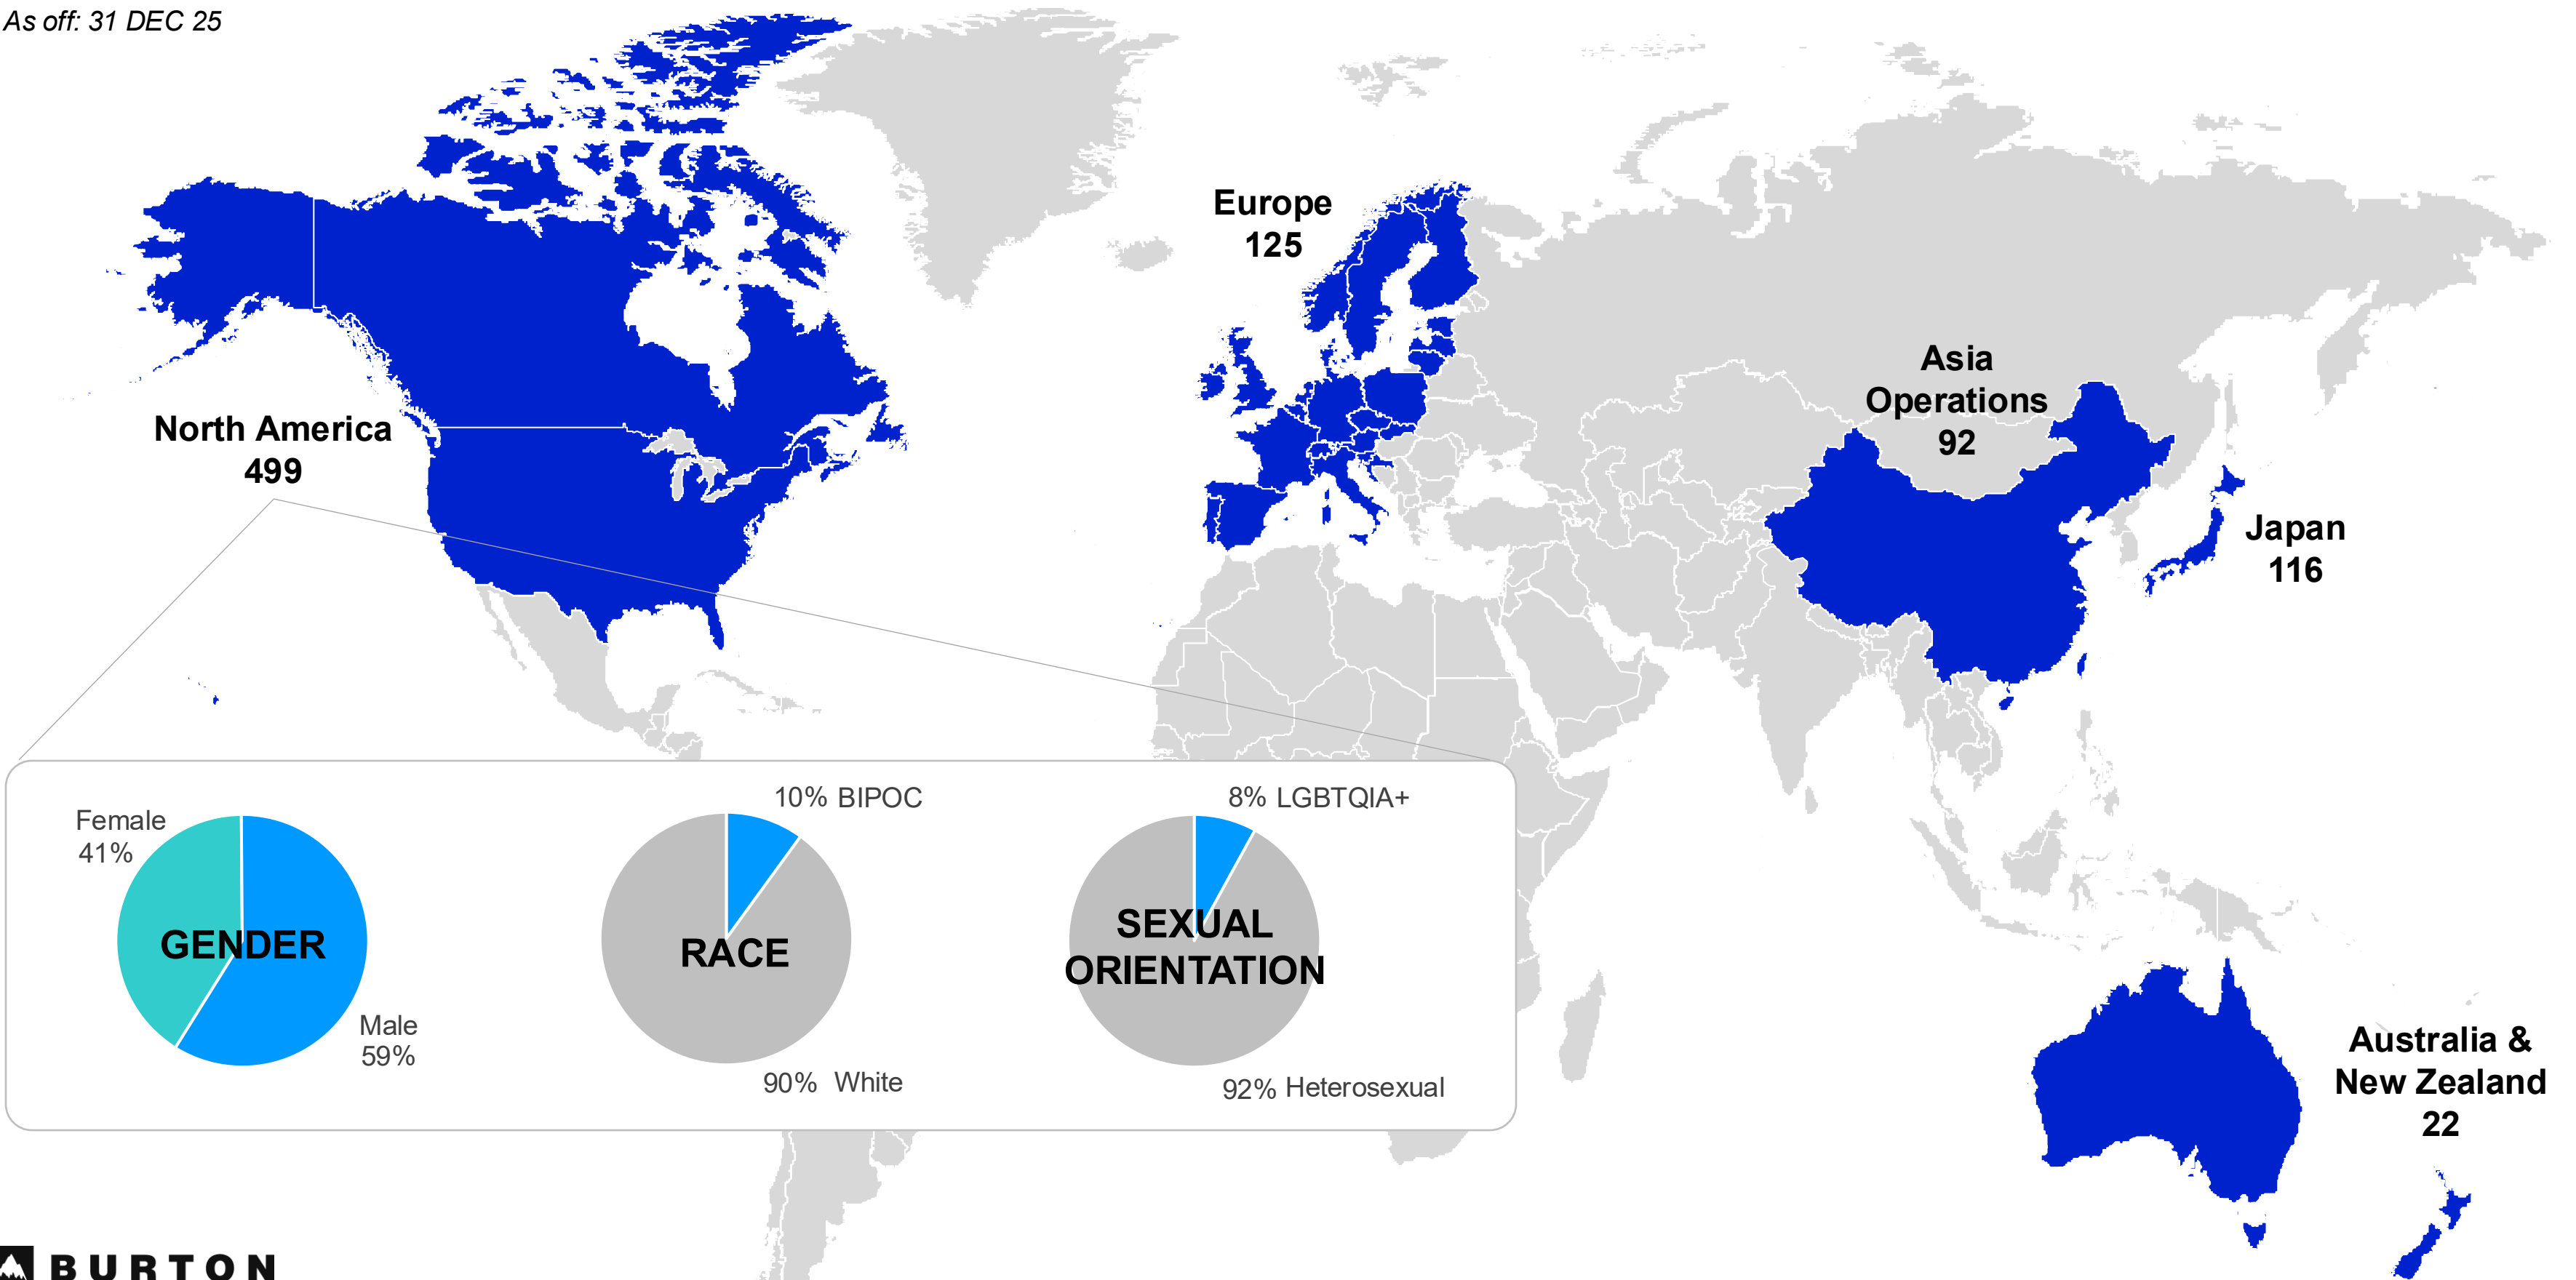 As off: 31 DEC 25
Europe
125
Asia
Operations
92
North America
499
Japan
116
10% BIPOC
8% LGBTQIA+
Female
41%
GENDER
RACE
SEXUAL
ORIENTATION
Male
59%
90% White
92% Heterosexual
Australia &
New Zealand
22
BURTON